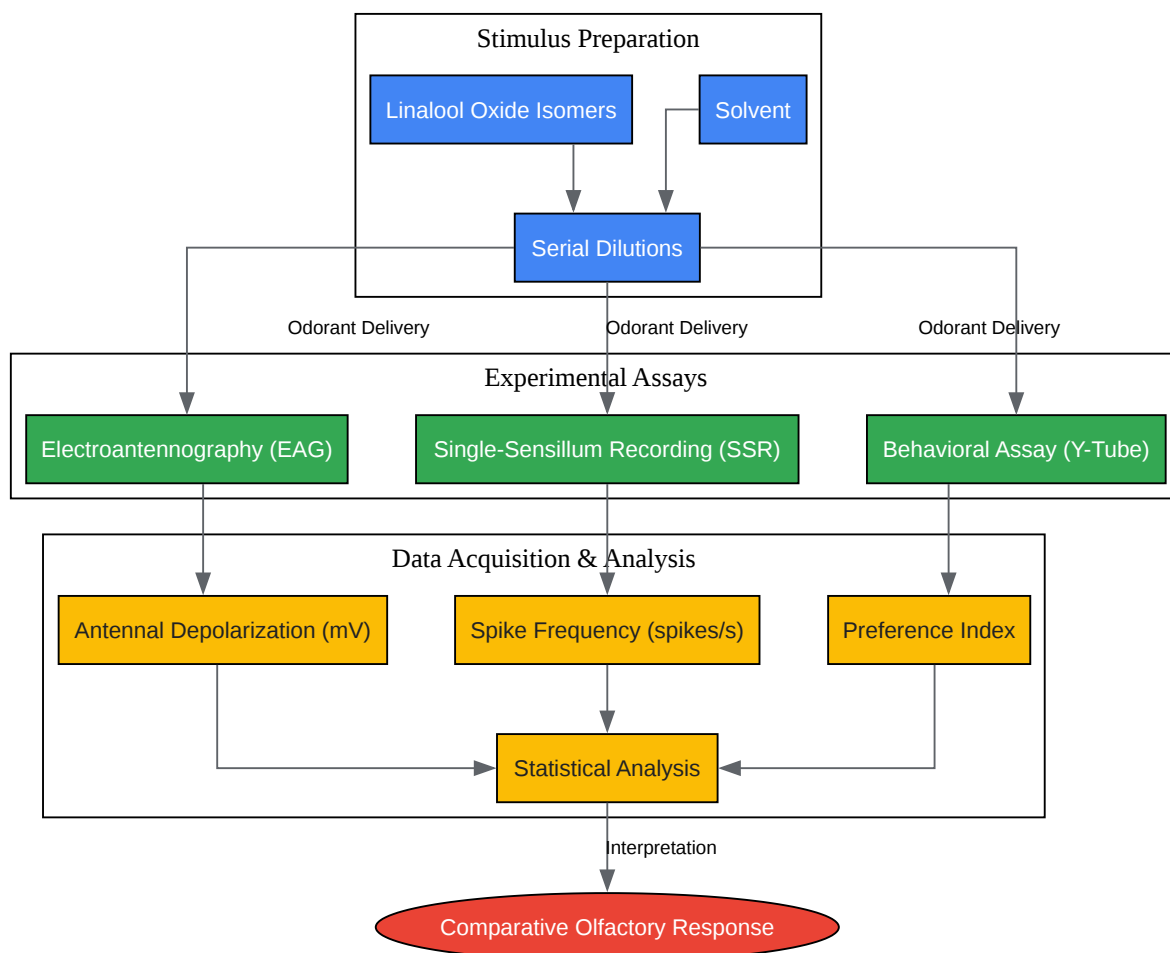 Stimulus Preparation
Linalool Oxide Isomers
Solvent
Serial Dilutions
Odorant Delivery
Odorant Delivery
Odorant Delivery
Experimental Assays
Electroantennography (EAG)
Single-Sensillum Recording (SSR)
Behavioral Assay (Y-Tube)
Data Acquisition & Analysis
Antennal Depolarization (mV)
Spike Frequency (spikes/s)
Preference Index
Statistical Analysis
Interpretation
Comparative Olfactory Response